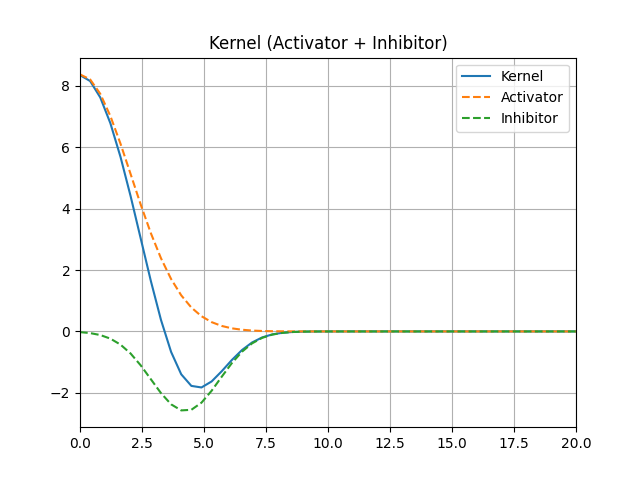 Kernel (Activator + Inhibitor)
Kernel
Activator
Inhibitor
8
6
4
2
0
−2
0.0 2.5 5.0 7.5 10.0 12.5 15.0 17.5 20.0